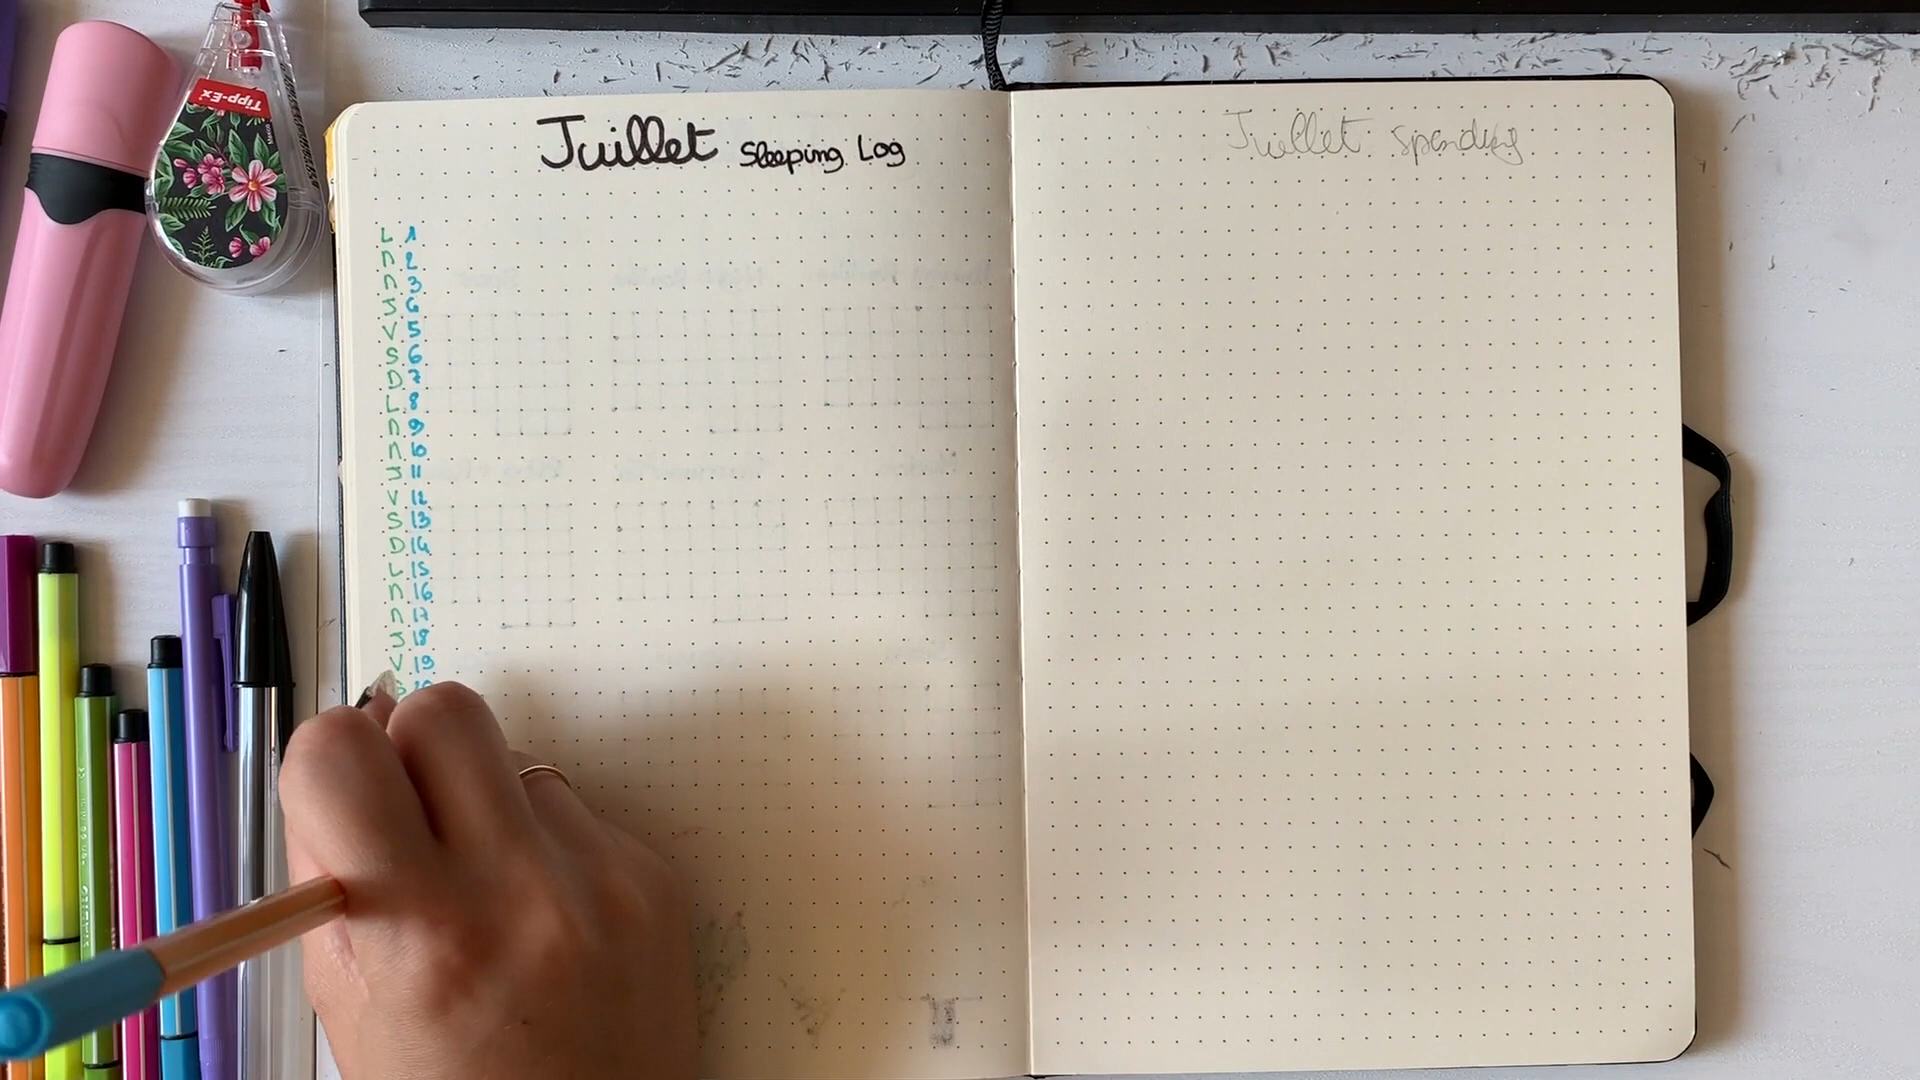 Tipp-Ex
Juillet Sleeping Log
L 1
M 2
M 3
J 4
V 5
S 6
D 7
L 8
M 9
M 10
J 11
V 12
S 13
D 14
L 15
M 16
M 17
J 18
V 19
Juillet spending